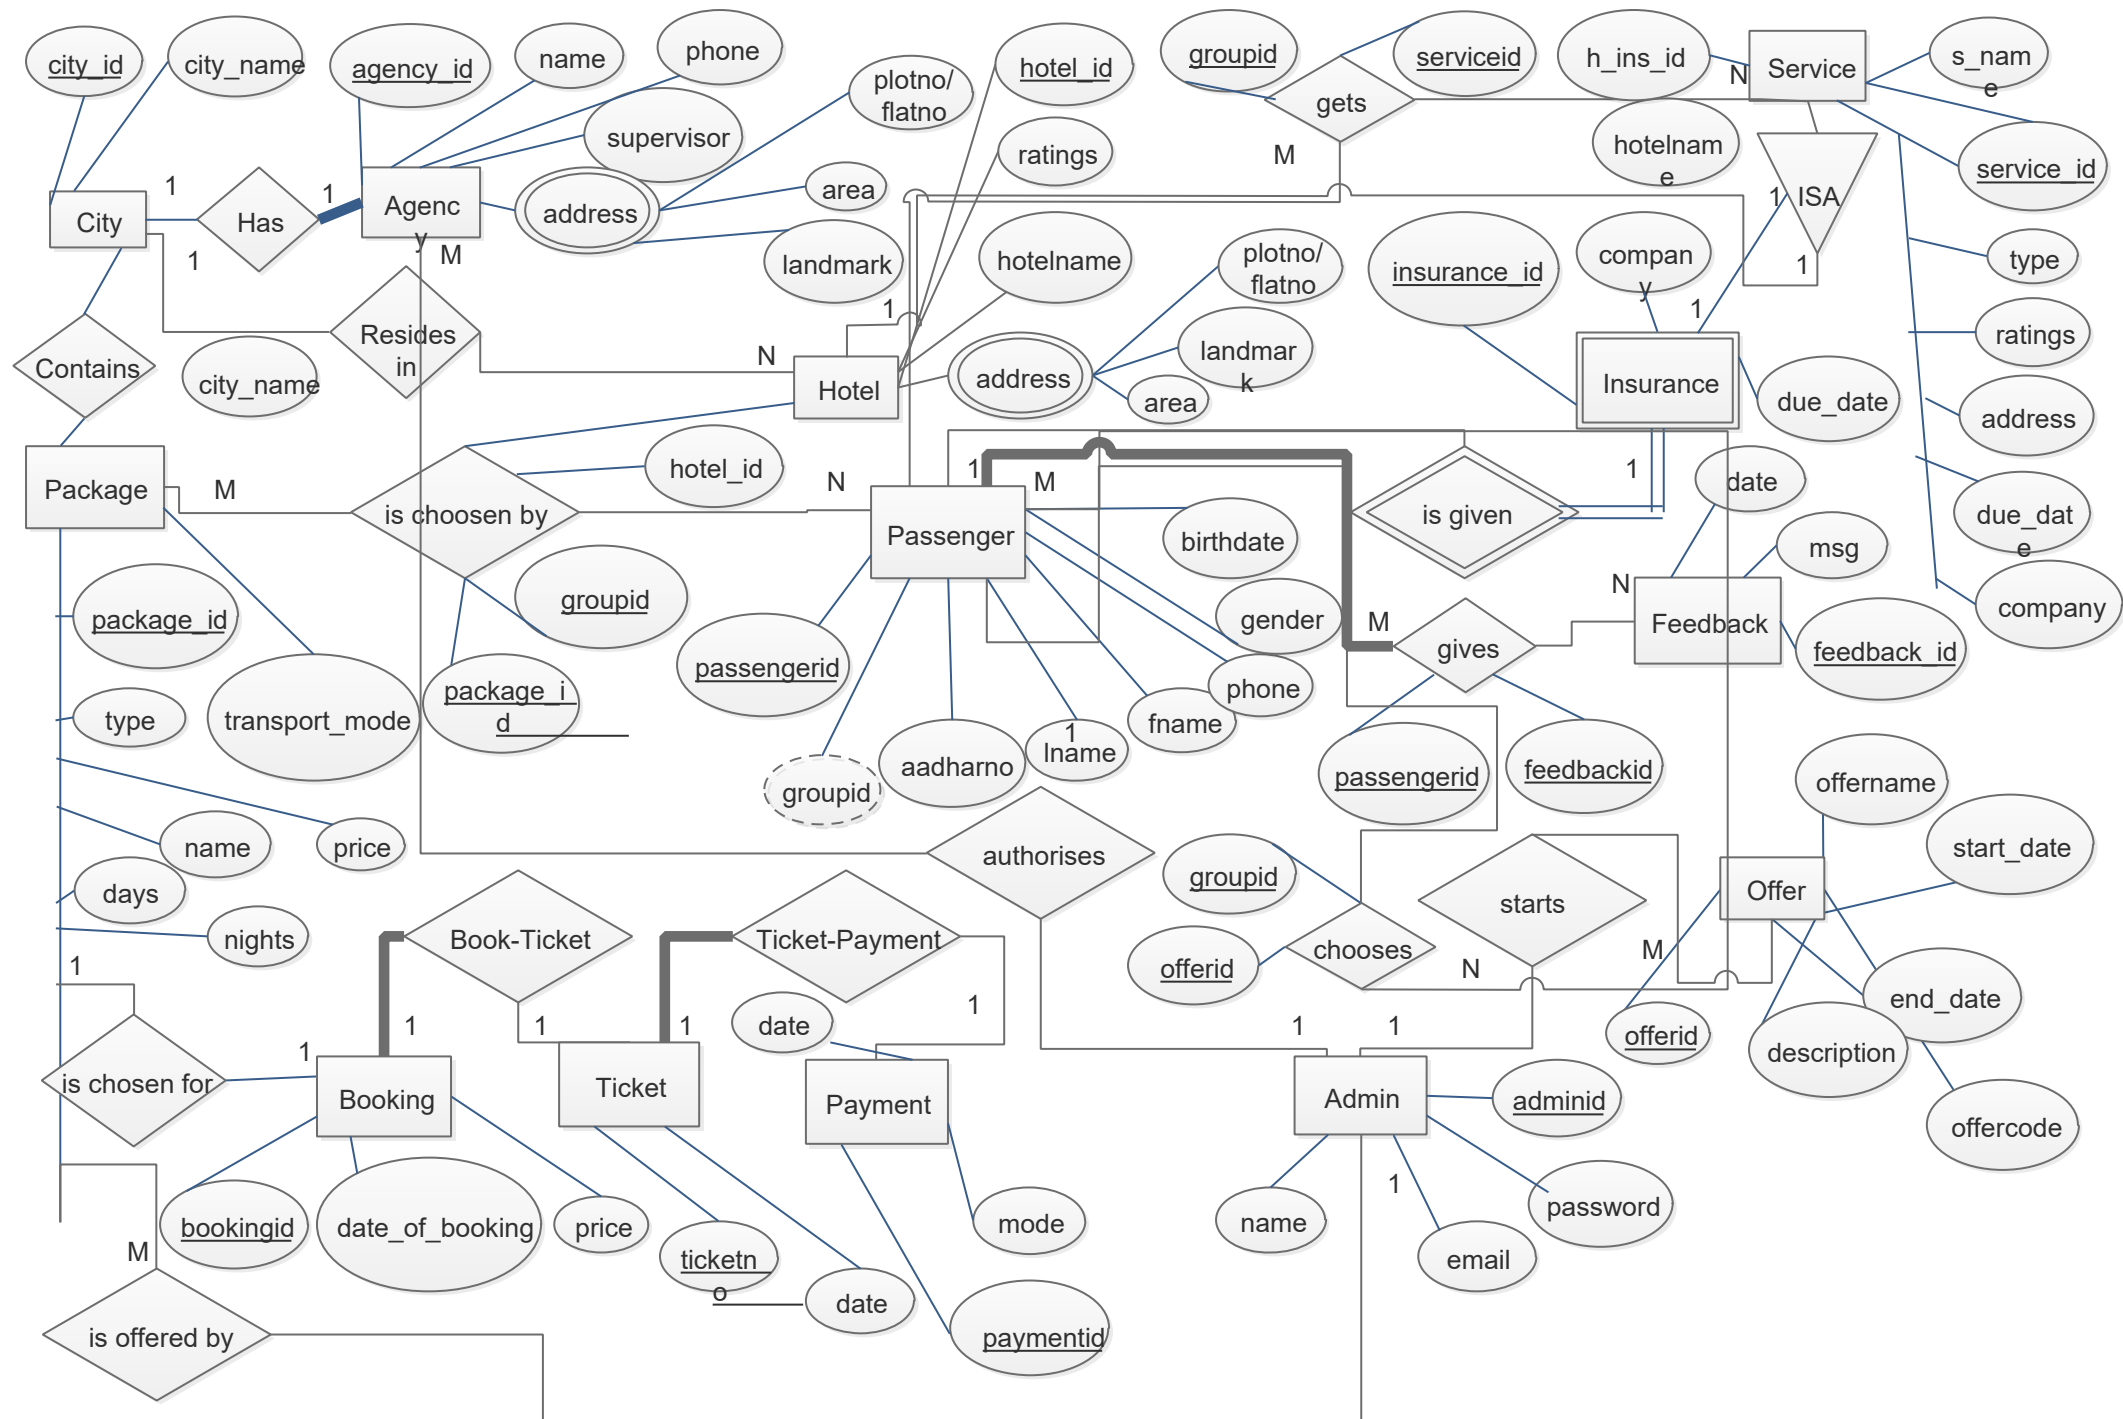 city_id
city_name
agency_id
name
phone
supervisor
plotno/
flatno
hotel_id
groupid
serviceid
h_ins_id
N
Service
s_nam
e
gets
M
ratings
hotelnam
e
service_id
ISA
1
1
1
City
1
Has
1
Agenc
y
M
address
area
landmark
hotelname
plotno/
flatno
insurance_id
compan
y
1
type
ratings
Contains
city_name
Resides
in
N
1
Hotel
address
landmar
k
area
Insurance
due_date
address
Package
M
is choosen by
hotel_id
N
1
M
Passenger
is given
1
date
due_dat
e
birthdate
msg
N
Feedback
company
package_id
groupid
gender
M
gives
feedback_id
type
transport_mode
package_i
d
passengerid
phone
fname
1
lname
aadharno
groupid
passengerid
feedbackid
offername
name
price
days
nights
authorises
groupid
start_date
starts
Offer
1
Book-Ticket
Ticket-Payment
chooses
offerid
N
M
end_date
1
1
1
1
1
date
1
1
offerid
description
is chosen for
Booking
Ticket
Payment
Admin
adminid
offercode
1
password
bookingid
date_of_booking
price
mode
name
email
M
ticketn
o
date
is offered by
paymentid